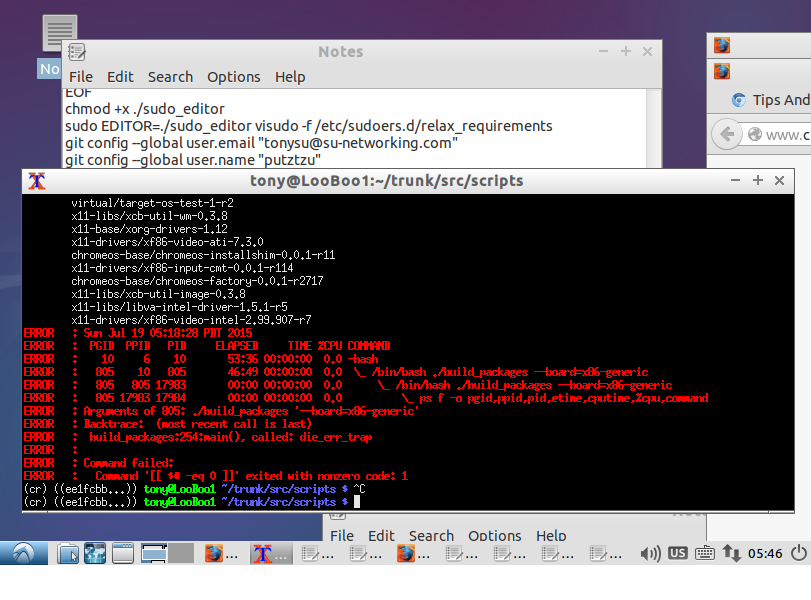 No
Notes
File Edit Search Options Help
EOF
chmod +x ./sudo_editor
sudo EDITOR=./sudo_editor visudo -f /etc/sudoers.d/relax_requirements
git config --global user.email "tonysu@su-networking.com"
git config --global user.name "putztzu"
Tips And
www.c
tony@LooBoo1:~/trunk/src/scripts
virtual/target-os-test-1-r2
x11-libs/xcb-util-wm-0.3.8
x11-base/xorg-drivers-1.12
x11-drivers/xf86-video-ati-7.3.0
chromeos-base/chromeos-installshim-0.0.1-r11
x11-drivers/xf86-input-cmt-0.0.1-r114
chromeos-base/chromeos-factory-0.0.1-r2717
x11-libs/xcb-util-image-0.3.8
x11-libs/libva-intel-driver-1.5.1-r5
x11-drivers/xf86-video-intel-2.99.907-r7
ERROR : Sun Jul 19 05:18:28 PDT 2015
ERROR : PGID PPID PID ELAPSED TIME %CPU COMMAND
ERROR : 10 6 10 53:36 00:00:00 0.0 -bash
ERROR : 805 10 805 46:49 00:00:00 0.0 \_ /bin/bash ./build_packages --board=x86-generic
ERROR : 805 805 17983 00:00 00:00:00 0.0 \_ /bin/bash ./build_packages --board=x86-generic
ERROR : 805 17983 17984 00:00 00:00:00 0.0 \_ ps f -o pgid,ppid,pid,etime,cputime,%cpu,command
ERROR : Arguments of 805: ./build_packages '--board=x86-generic'
ERROR : Backtrace: (most recent call is last)
ERROR : build_packages:254:main(), called: die_err_trap
ERROR :
ERROR : Command failed:
ERROR : Command '[[ $# -eq 0 ]]' exited with nonzero code: 1
(cr) ((ee1fcbb...)) tony@LooBoo1 ~/trunk/src/scripts $ ^C
(cr) ((ee1fcbb...)) tony@LooBoo1 ~/trunk/src/scripts $
File Edit Search Options Help
... ... ... ... ... ... ... ... ...
US
05:46